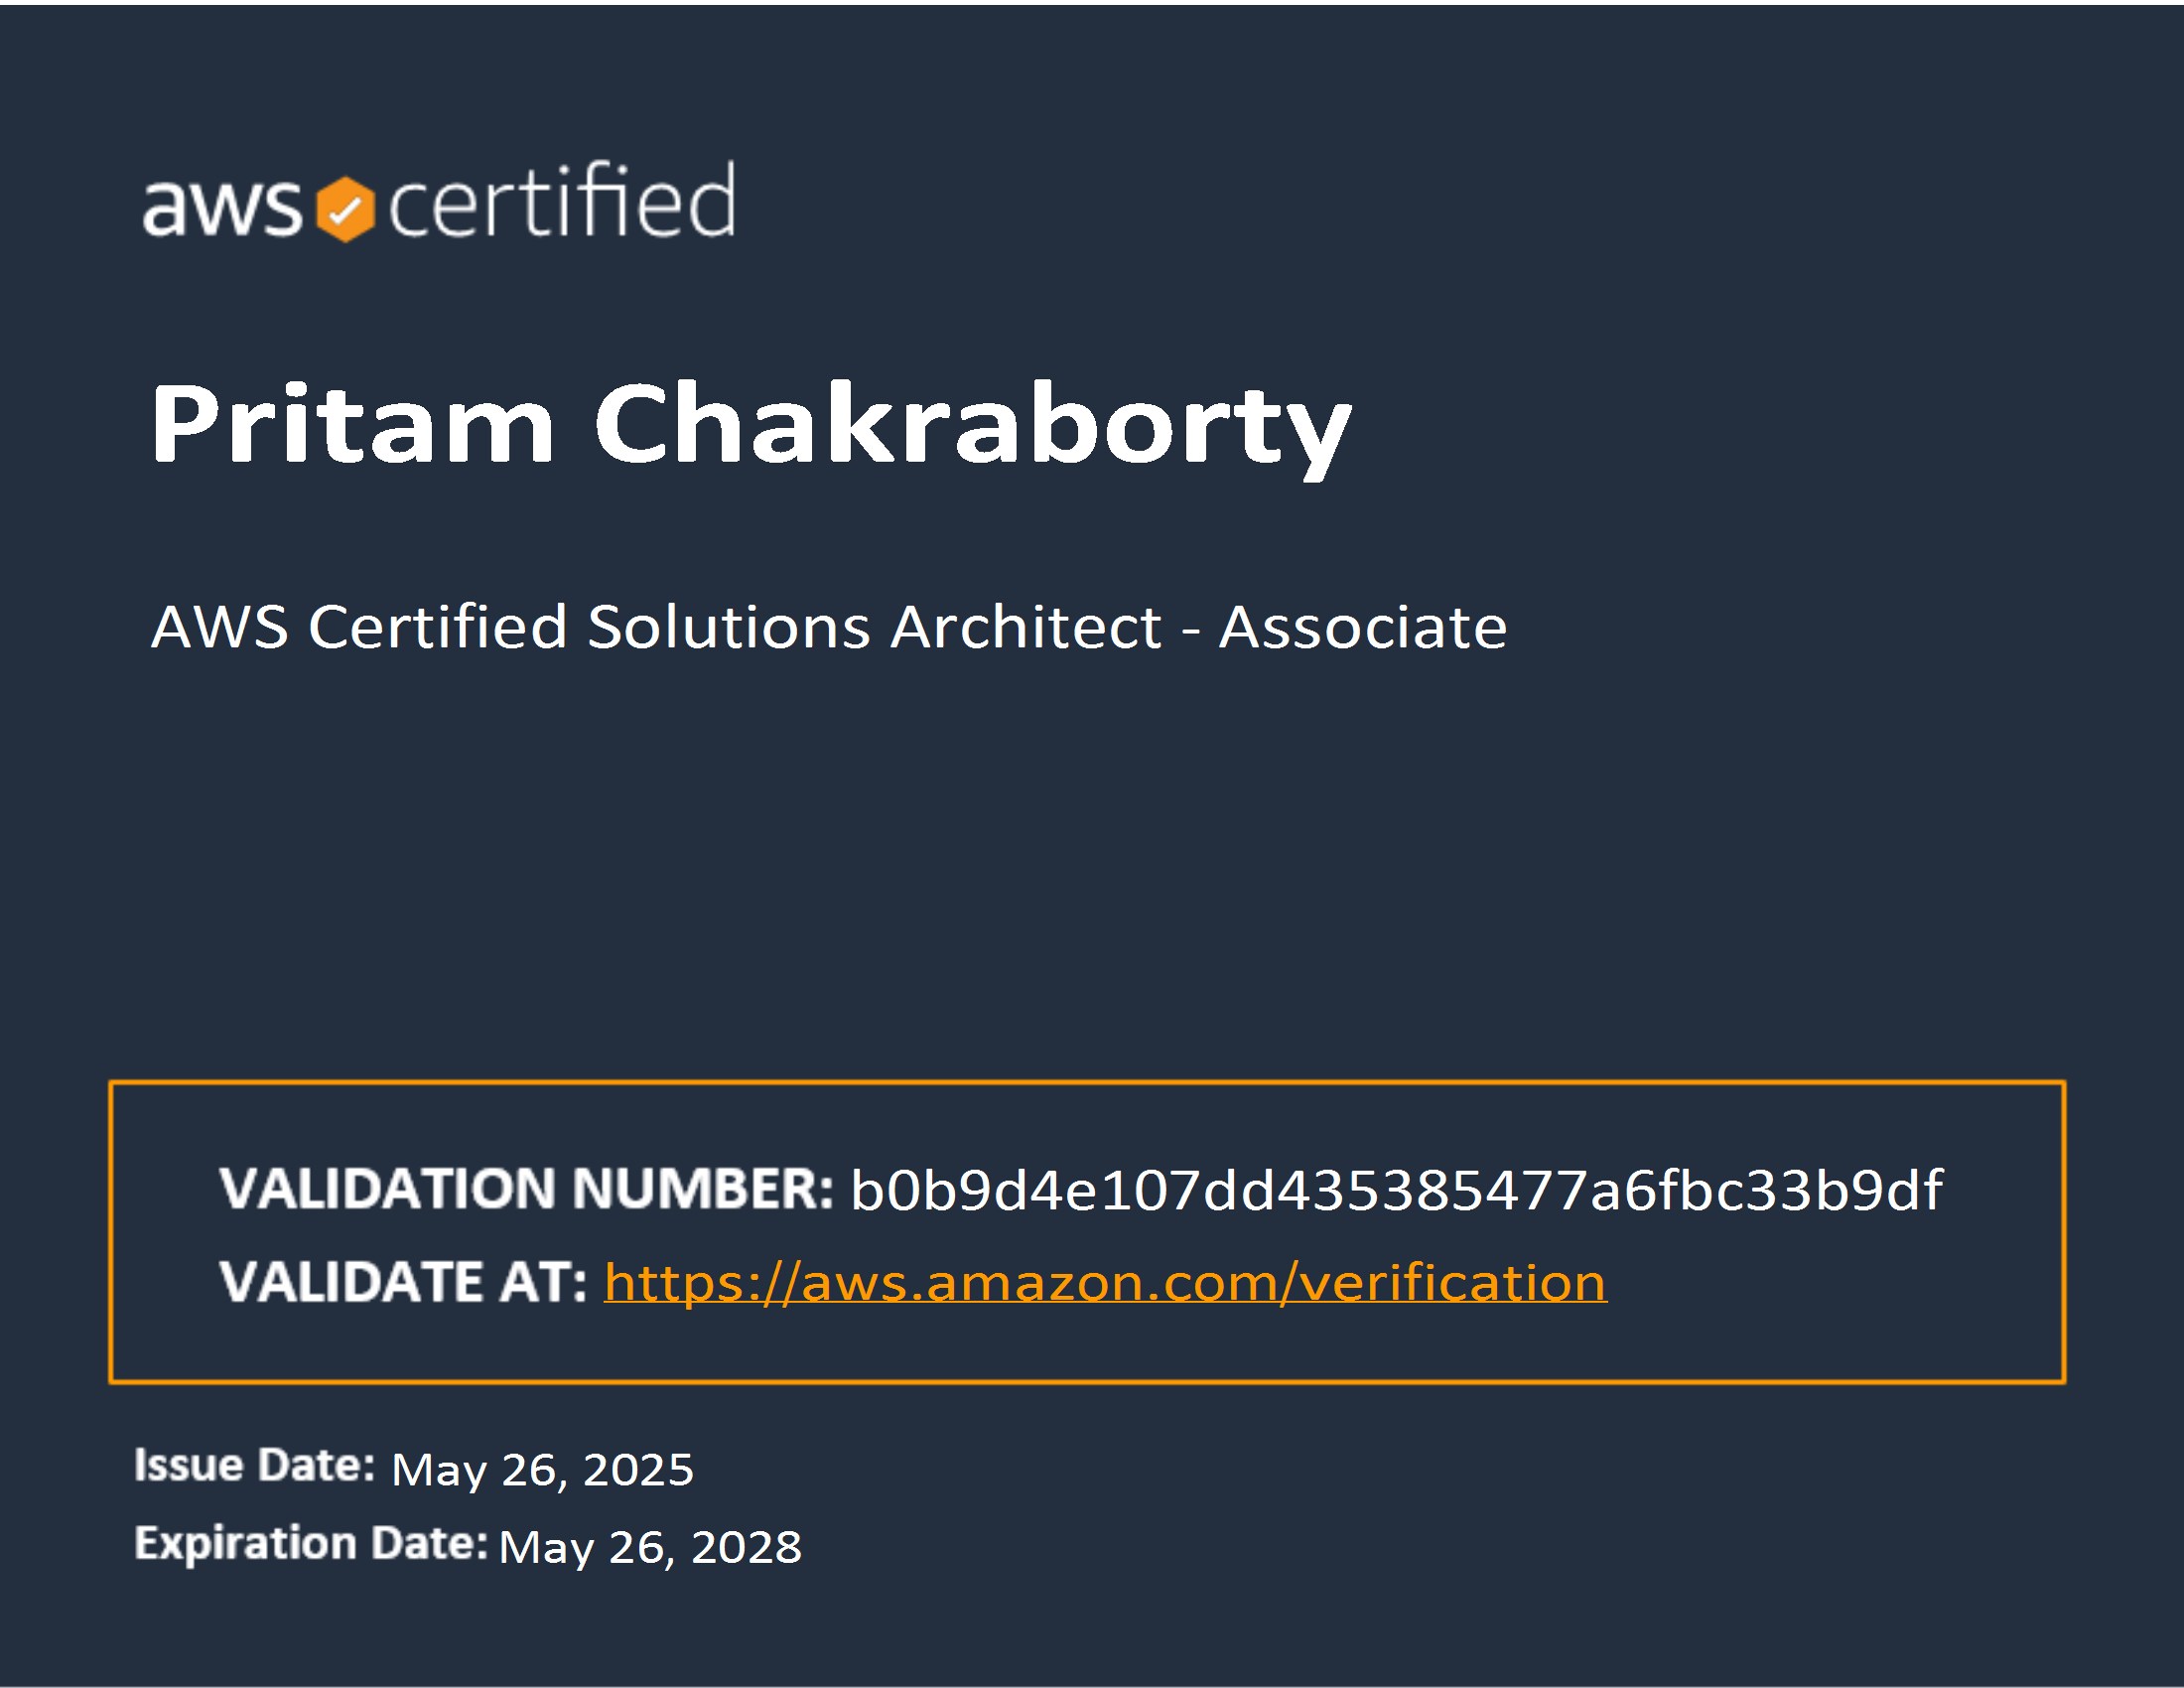 aws certified
Pritam Chakraborty
AWS Certified Solutions Architect - Associate
VALIDATION NUMBER: b0b9d4e107dd435385477a6fbc33b9df
VALIDATE AT: https://aws.amazon.com/verification
Issue Date: May 26, 2025
Expiration Date: May 26, 2028